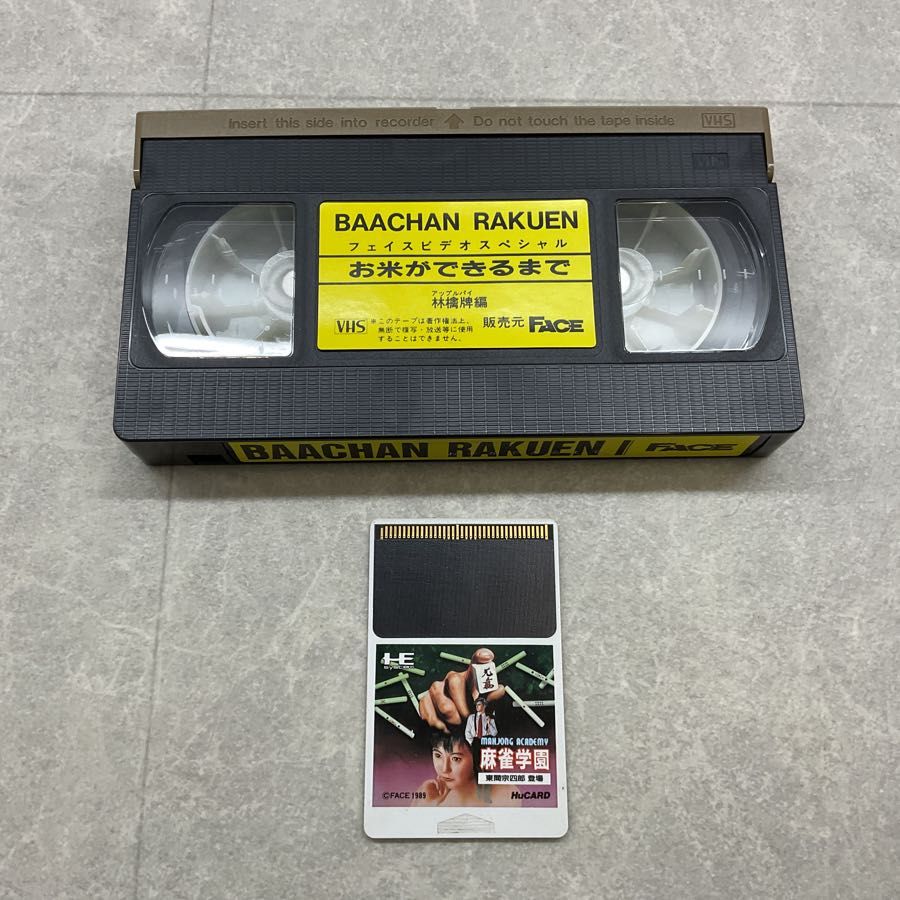 Insert this side into recorder Do not touch the tape inside VHS
BAACHAN RAKUEN
フェイスビデオスペシャル
お米ができるまで
アップルパイ
林檎牌編
VHS ※このテープは著作権法上、
無断で複写・放送等に使用
することはできません。
販売元 FACE
BAACHAN RAKUEN FACE
HE
SYSTEM
九萬
MAHJONG ACADEMY
麻雀学園
東間宗四郎 登場
©FACE 1989
HuCARD